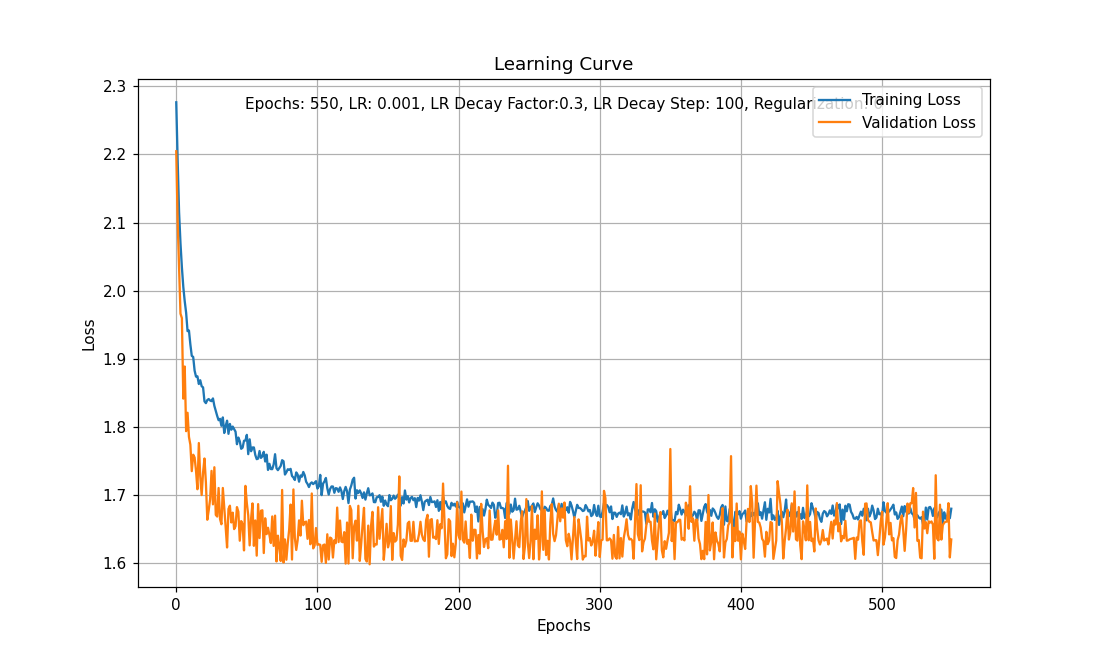 Learning Curve
2.3
2.2
2.1
2.0
1.9
1.8
1.7
1.6
Loss
Epochs: 550, LR: 0.001, LR Decay Factor:0.3, LR Decay Step: 100, Regularization:
Training Loss
Validation Loss
0 100 200 300 400 500
Epochs